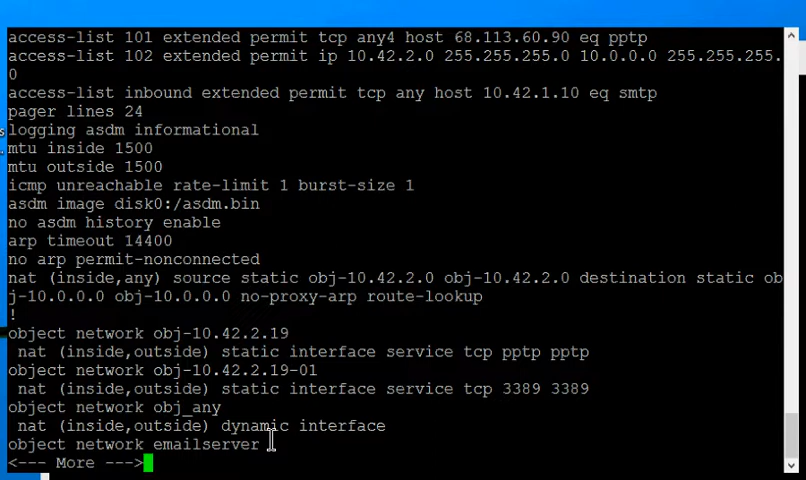 access-list 101 extended permit tcp any4 host 68.113.60.90 eq pptp
access-list 102 extended permit ip 10.42.2.0 255.255.255.0 10.0.0.0 255.255.255.
0
access-list inbound extended permit tcp any host 10.42.1.10 eq smtp
pager lines 24
logging asdm informational
mtu inside 1500
mtu outside 1500
icmp unreachable rate-limit 1 burst-size 1
asdm image disk0:/asdm.bin
no asdm history enable
arp timeout 14400
no arp permit-nonconnected
nat (inside,any) source static obj-10.42.2.0 obj-10.42.2.0 destination static ob
j-10.0.0.0 obj-10.0.0.0 no-proxy-arp route-lookup
!
object network obj-10.42.2.19
 nat (inside,outside) static interface service tcp pptp pptp
object network obj-10.42.2.19-01
 nat (inside,outside) static interface service tcp 3389 3389
object network obj_any
 nat (inside,outside) dynamic interface
object network emailserver
<--- More --->